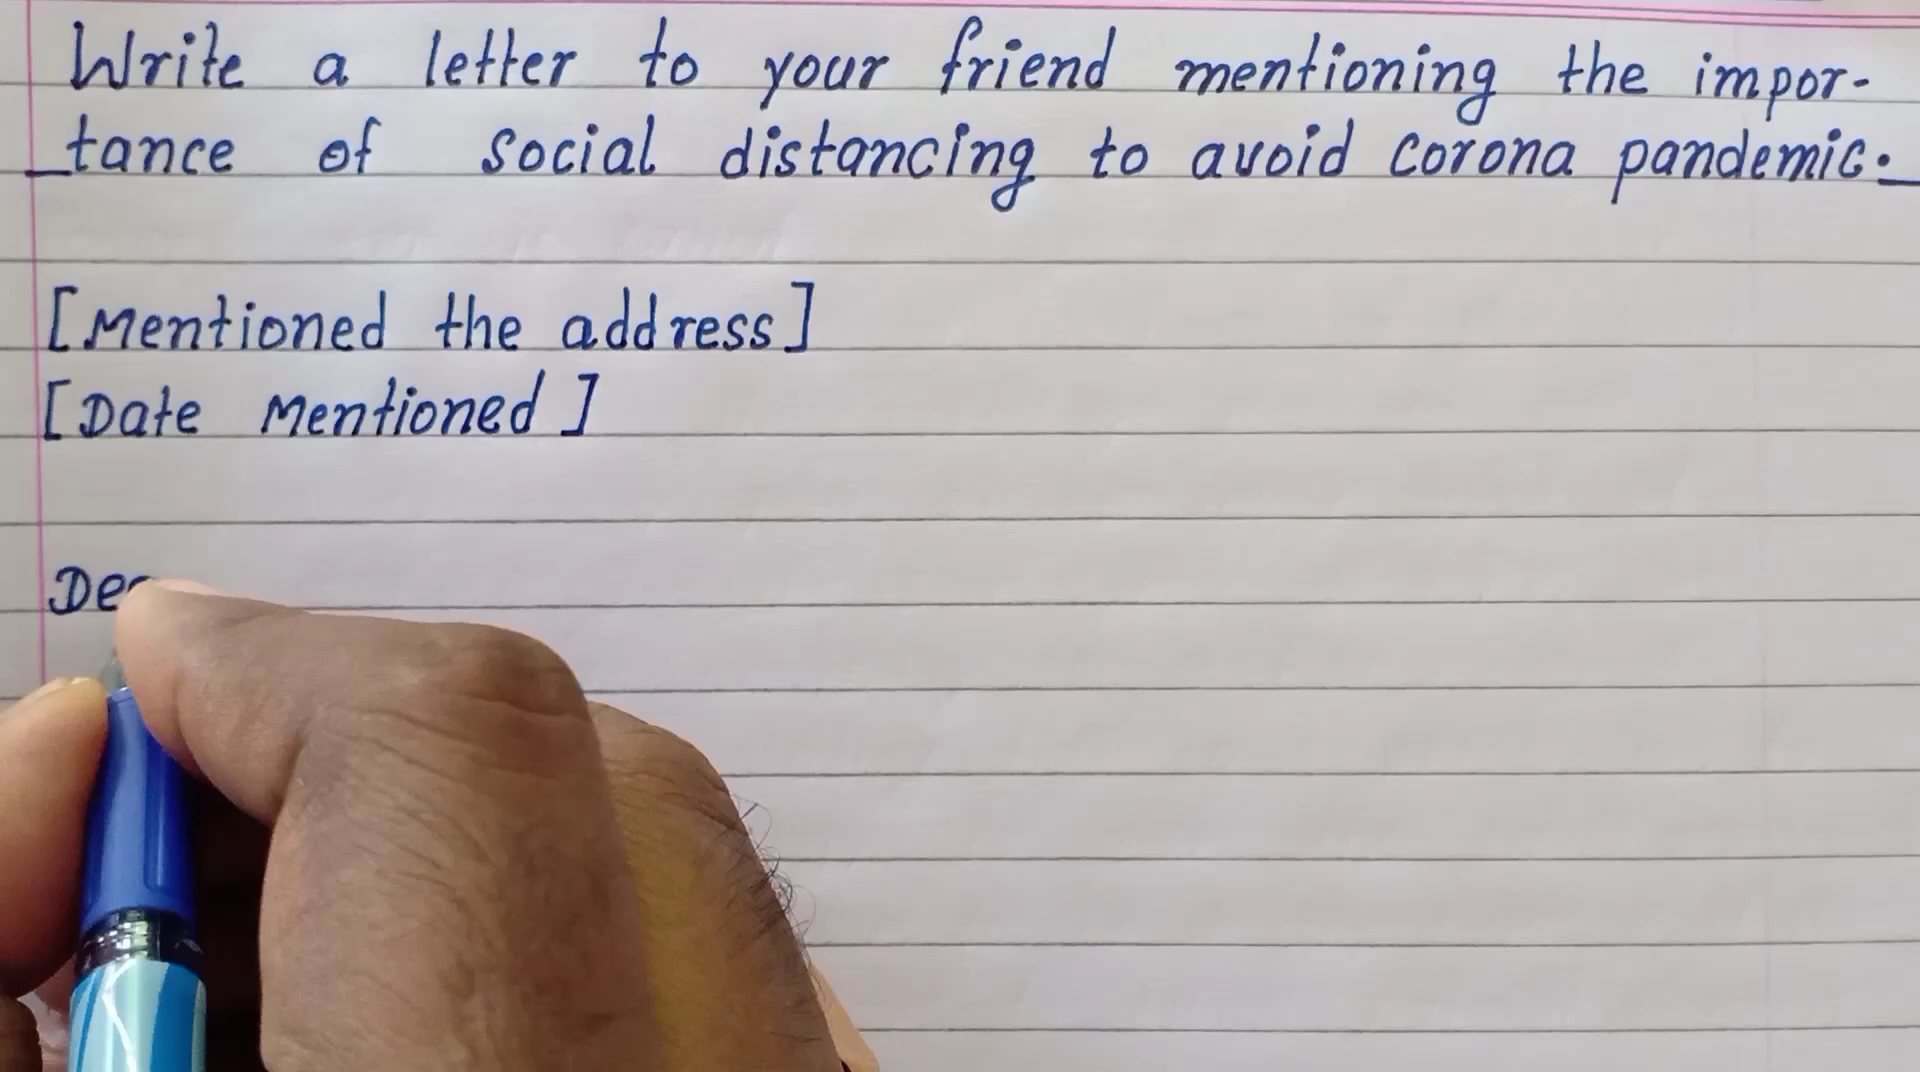 Write a letter to your friend mentioning the impor-
tance of social distancing to avoid corona pandemic.
[Mentioned the address]
[Date Mentioned]